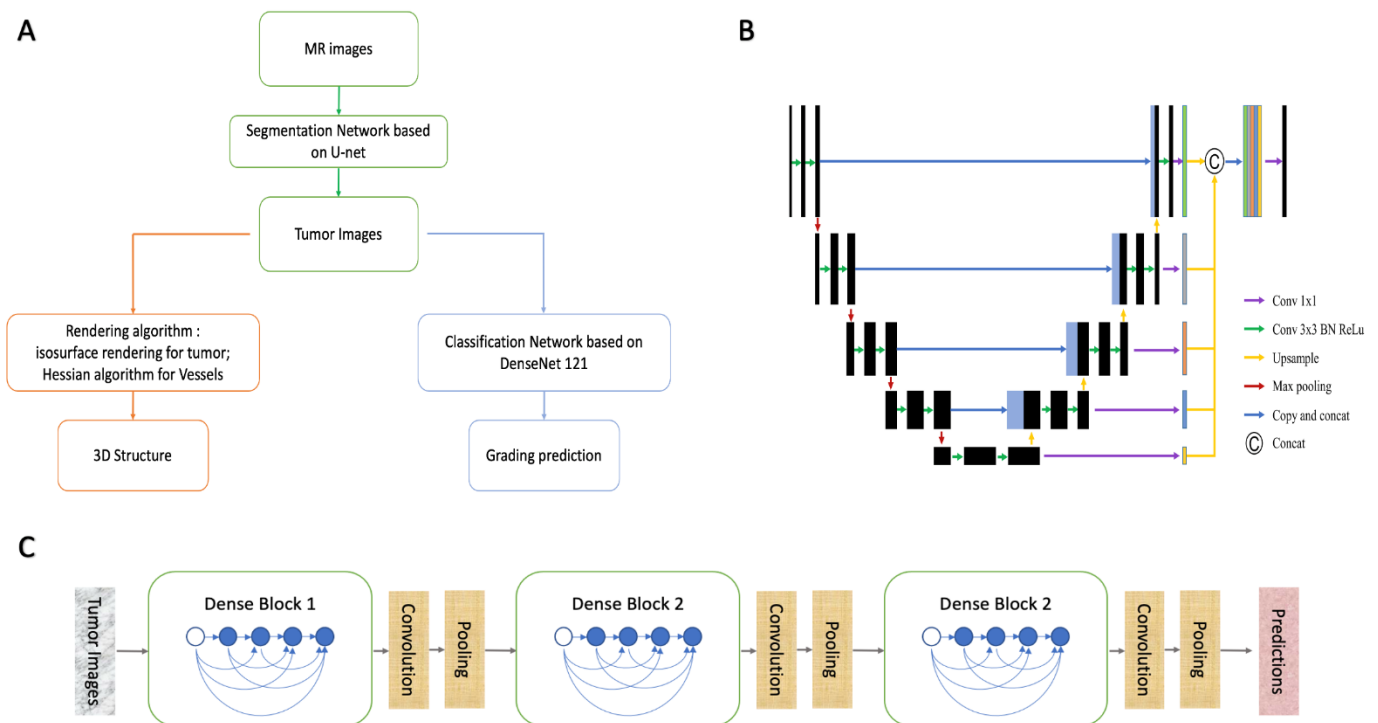 A
MR images
Segmentation Network based
on U-net
Tumor Images
Rendering algorithm :
isosurface rendering for tumor;
Hessian algorithm for Vessels
Classification Network based on
DenseNet 121
3D Structure
Grading prediction
B
C
Conv 1x1
Conv 3x3 BN ReLu
Upsample
Max pooling
Copy and concat
C
Concat
C
Tumor Images
Dense Block 1
Convolution
Pooling
Dense Block 2
Convolution
Pooling
Dense Block 2
Convolution
Pooling
Predictions